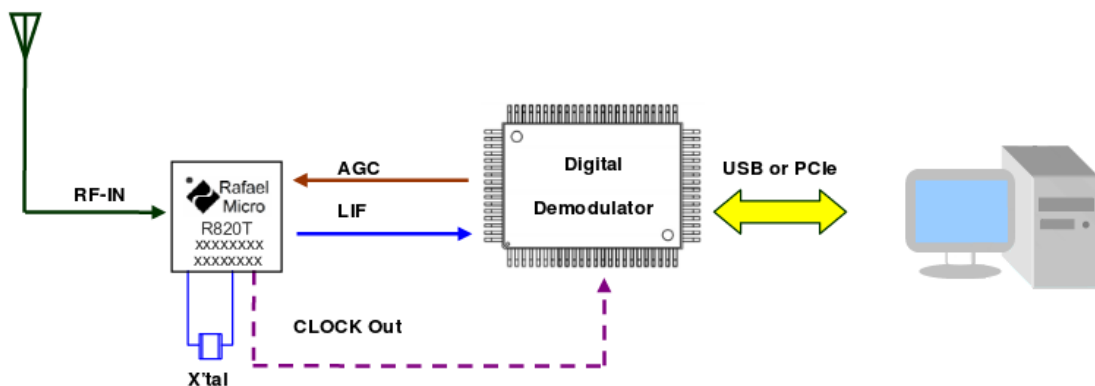 RF-IN
Rafael
Micro
R820T
XXXXXXXX
XXXXXXXX
AGC
LIF
Digital
Demodulator
USB or PCIe
CLOCK Out
X'tal